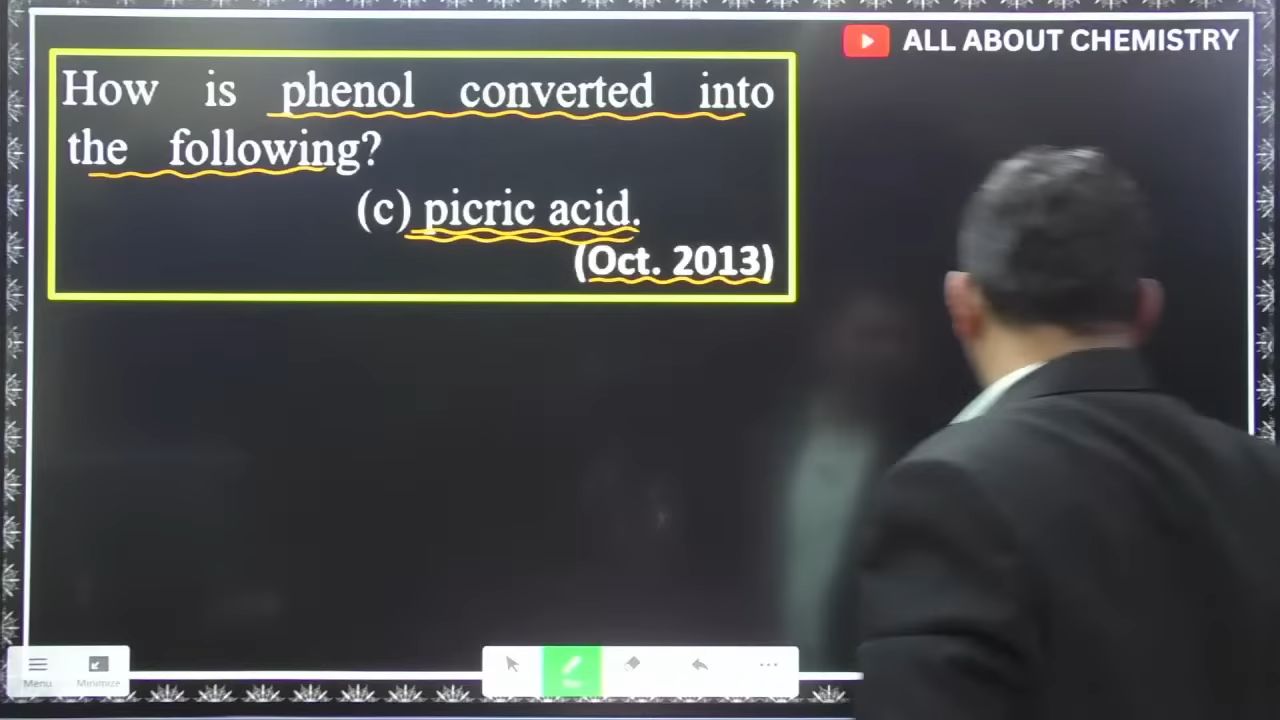 ALL ABOUT CHEMISTRY
How is phenol converted into
the following?
(c) picric acid.
(Oct. 2013)
Menu
Minimize